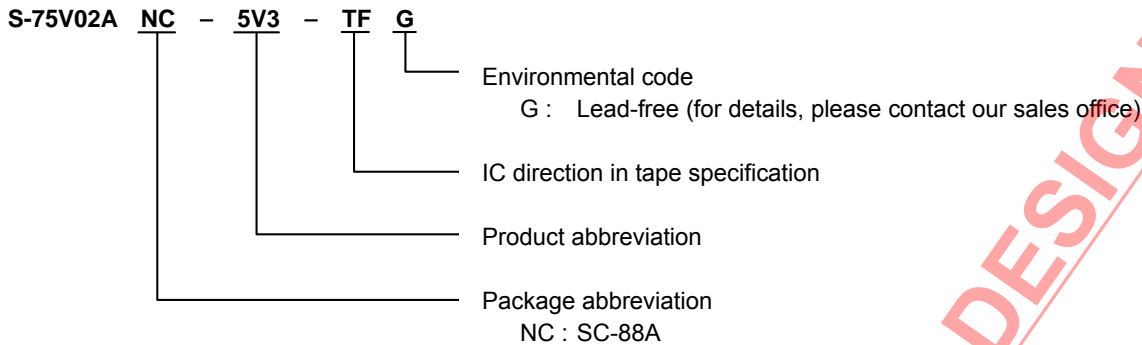 S-75V02A NC – 5V3 – TF G
Environmental code
G : Lead-free (for details, please contact our sales office)
IC direction in tape specification
Product abbreviation
Package abbreviation
NC : SC-88A
DESIGN